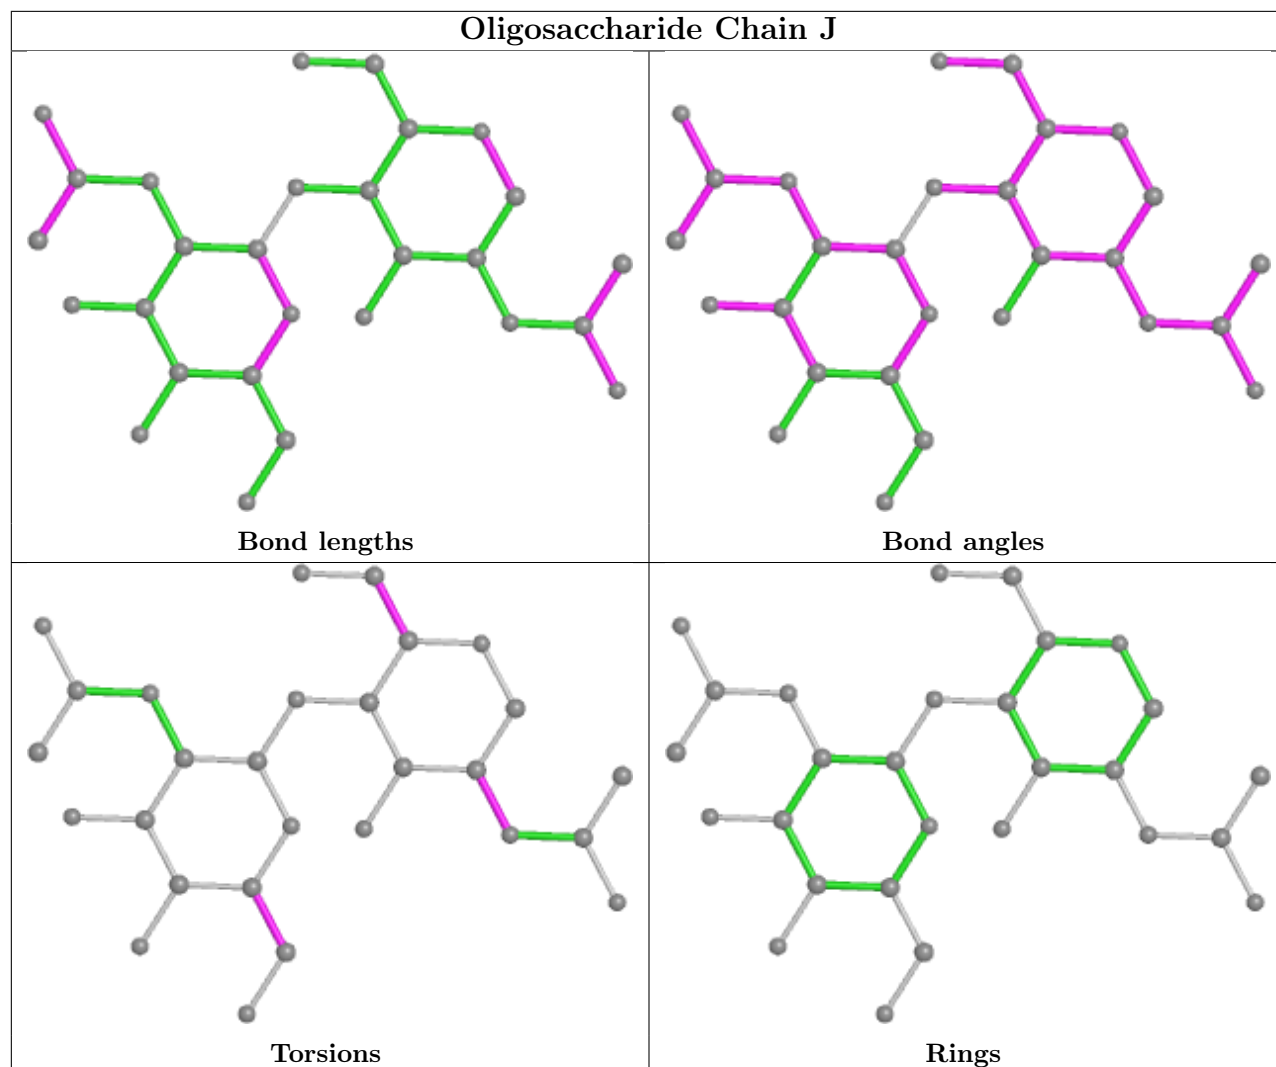 Oligosaccharide Chain J
Bond lengths
Bond angles
Torsions
Rings